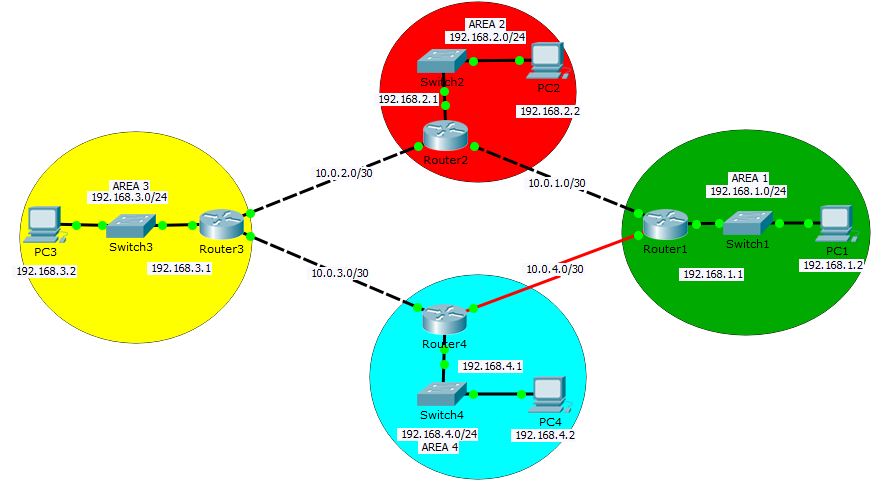 AREA 2
192.168.2.0/24
Switch2
PC2
192.168.2.1
192.168.2.2
Router2
10.0.2.0/30
10.0.1.0/30
AREA 3
192.168.3.0/24
PC3
Switch3
Router3
192.168.3.2
192.168.3.1
AREA 1
192.168.1.0/24
Router1
Switch1
PC1
192.168.1.2
192.168.1.1
10.0.3.0/30
10.0.4.0/30
Router4
192.168.4.1
Switch4
PC4
192.168.4.0/24
192.168.4.2
AREA 4